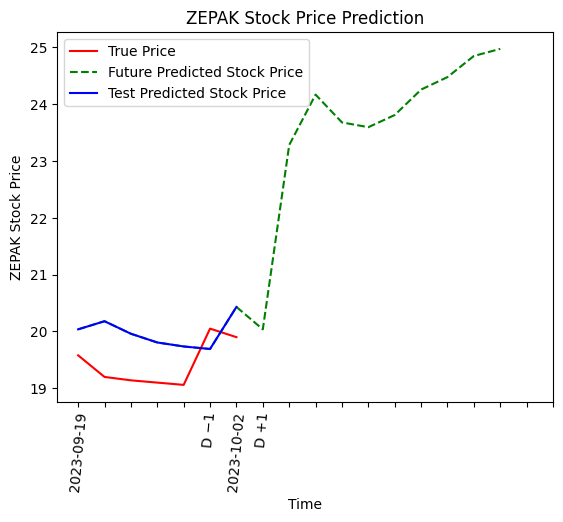 ZEPAK Stock Price Prediction
True Price
Future Predicted Stock Price
Test Predicted Stock Price
ZEPAK Stock Price
25
24
23
22
21
20
19
2023-09-19
D −1
2023-10-02
D +1
Time